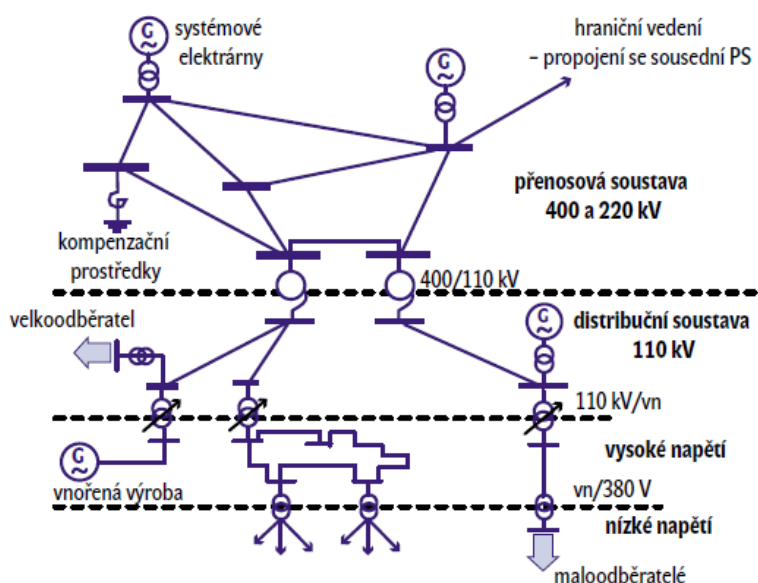 G
systémové
elektrárny
G
hraniční vedení
– propojení se sousední PS
přenosová soustava
400 a 220 kV
kompenzační
prostředky
400/110 kV
velkoodběratel
G
distribuční soustava
110 kV
110 kV/vn
G
vnořená výroba
vysoké napětí
vn/380 V
nízké napětí
maloodběratelé